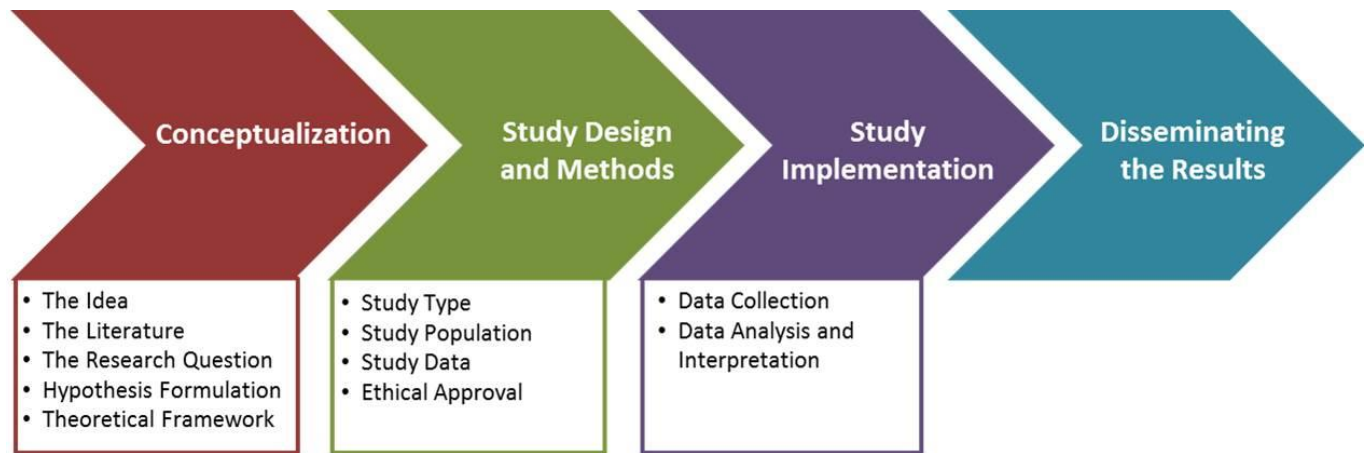 Conceptualization
Study Design
and Methods
Study
Implementation
Disseminating
the Results
• The Idea
• The Literature
• The Research Question
• Hypothesis Formulation
• Theoretical Framework
• Study Type
• Study Population
• Study Data
• Ethical Approval
• Data Collection
• Data Analysis and
Interpretation